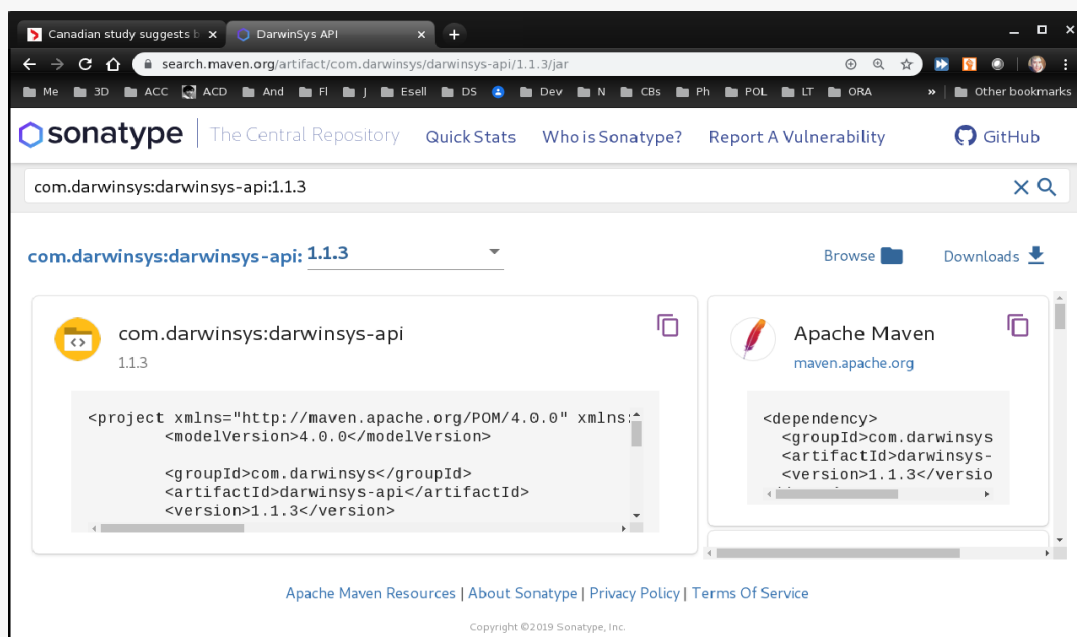 Canadian study suggests b
DarwinSys API
search.maven.org/artifact/com.darwinsys/darwinsys-api/1.1.3/jar
Me 3D ACC ACD And Fl J Esell DS Dev N CBs Ph POL LT ORA » Other bookmarks
sonatype The Central Repository Quick Stats Who is Sonatype? Report A Vulnerability GitHub
com.darwinsys:darwinsys-api:1.1.3
com.darwinsys:darwinsys-api: 1.1.3 Browse Downloads
com.darwinsys:darwinsys-api
1.1.3
<project xmlns="http://maven.apache.org/POM/4.0.0" xmlns:
<modelVersion>4.0.0</modelVersion>
<groupId>com.darwinsys</groupId>
<artifactId>darwinsys-api</artifactId>
<version>1.1.3</version>
Apache Maven
maven.apache.org
<dependency>
<groupId>com.darwinsys
<artifactId>darwinsys-
<version>1.1.3</versio
Apache Maven Resources | About Sonatype | Privacy Policy | Terms Of Service
Copyright ©2019 Sonatype, Inc.